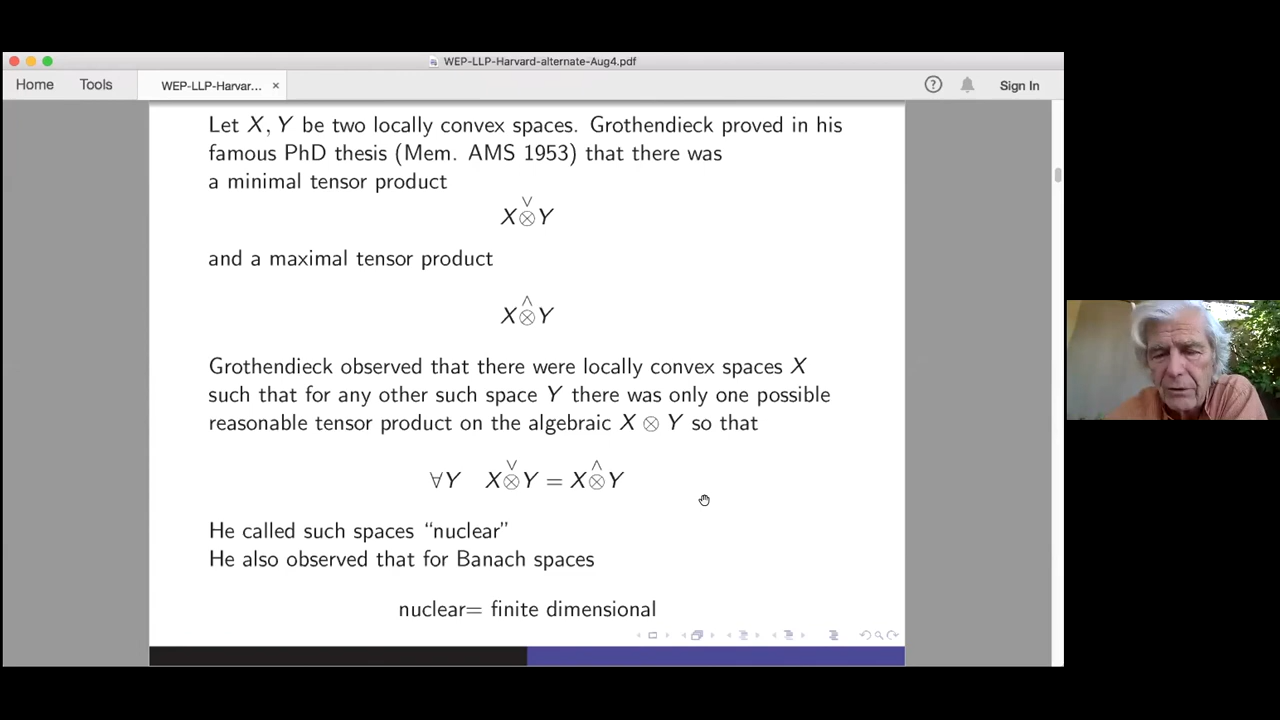 WEP-LLP-Harvard-alternate-Aug4.pdf
Home Tools WEP-LLP-Harvar... × ? Sign In
Let X, Y be two locally convex spaces. Grothendieck proved in his
famous PhD thesis (Mem. AMS 1953) that there was
a minimal tensor product
X ⊗̌ Y
and a maximal tensor product
X ⊗̂ Y
Grothendieck observed that there were locally convex spaces X
such that for any other such space Y there was only one possible
reasonable tensor product on the algebraic X ⊗ Y so that
∀Y X ⊗̌ Y = X ⊗̂ Y
He called such spaces “nuclear”
He also observed that for Banach spaces
nuclear= finite dimensional